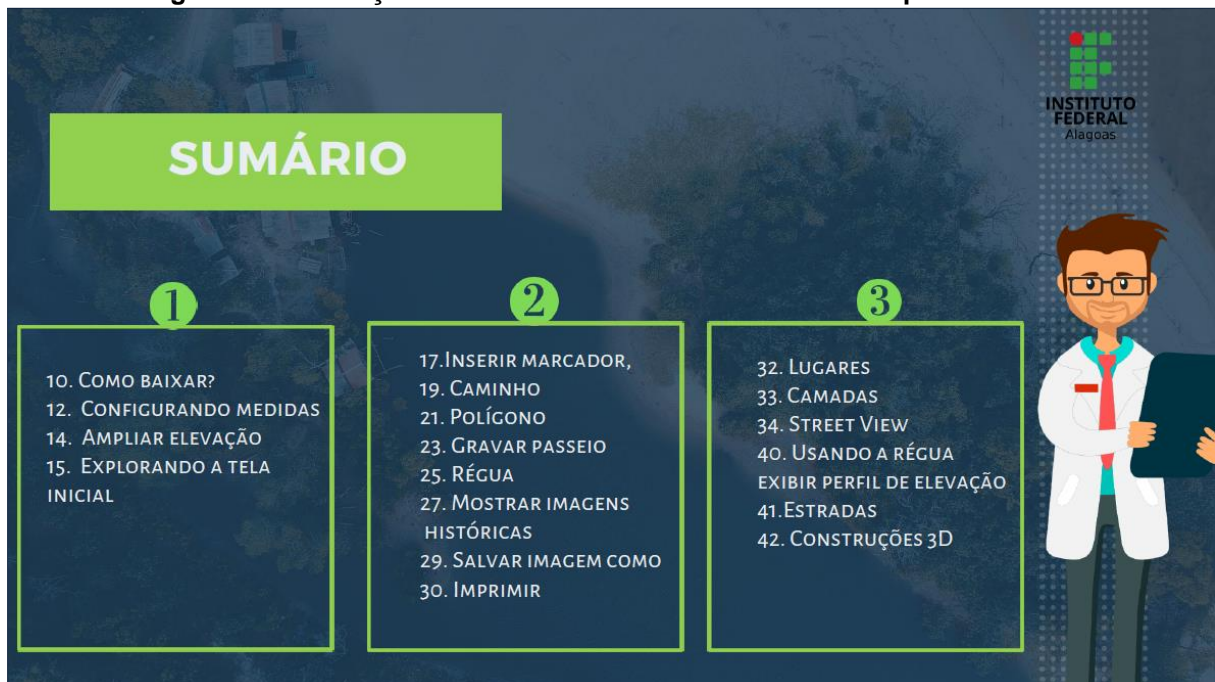 SUMÁRIO
INSTITUTO
FEDERAL
Alagoas
1
10. COMO BAIXAR?
12. CONFIGURANDO MEDIDAS
14. AMPLIAR ELEVAÇÃO
15. EXPLORANDO A TELA
INICIAL
2
17.INSERIR MARCADOR,
19. CAMINHO
21. POLÍGONO
23. GRAVAR PASSEIO
25. RÉGUA
27. MOSTRAR IMAGENS
HISTÓRICAS
29. SALVAR IMAGEM COMO
30. IMPRIMIR
3
32. LUGARES
33. CAMADAS
34. STREET VIEW
40. USANDO A RÉGUA
EXIBIR PERFIL DE ELEVAÇÃO
41.ESTRADAS
42. CONSTRUÇÕES 3D